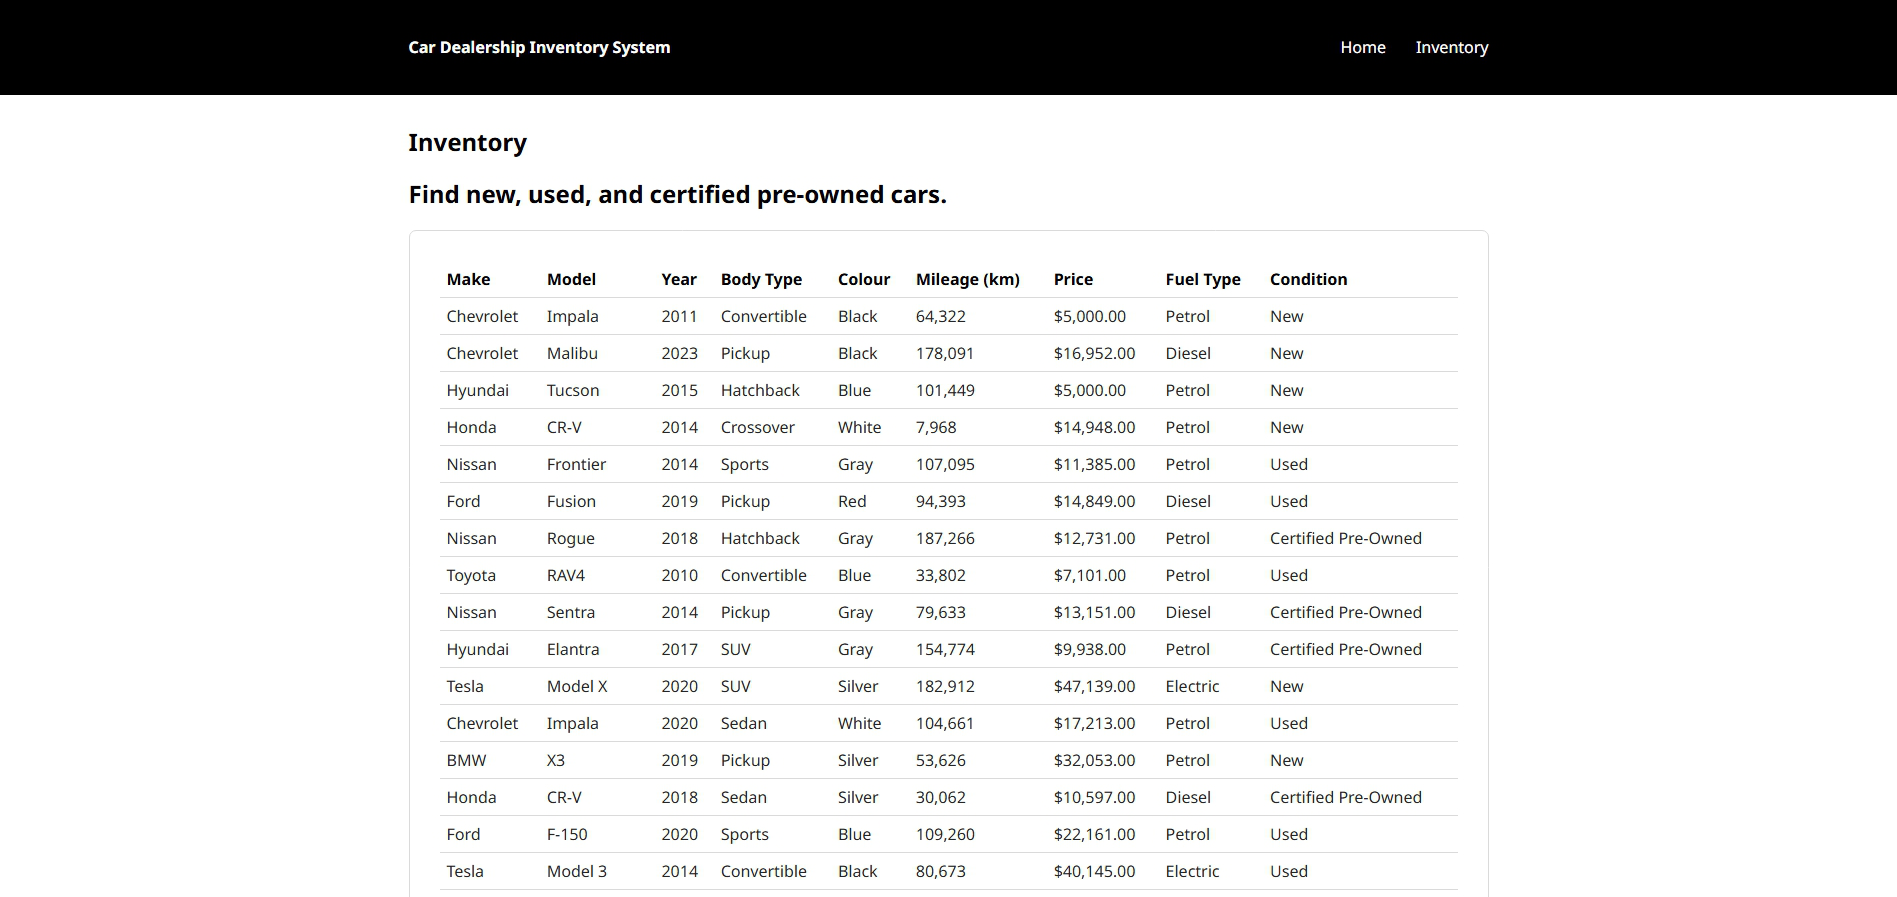 Car Dealership Inventory System Home Inventory
Inventory
Find new, used, and certified pre-owned cars.
Make Model Year Body Type Colour Mileage (km) Price Fuel Type Condition
Chevrolet Impala 2011 Convertible Black 64,322 $5,000.00 Petrol New
Chevrolet Malibu 2023 Pickup Black 178,091 $16,952.00 Diesel New
Hyundai Tucson 2015 Hatchback Blue 101,449 $5,000.00 Petrol New
Honda CR-V 2014 Crossover White 7,968 $14,948.00 Petrol New
Nissan Frontier 2014 Sports Gray 107,095 $11,385.00 Petrol Used
Ford Fusion 2019 Pickup Red 94,393 $14,849.00 Diesel Used
Nissan Rogue 2018 Hatchback Gray 187,266 $12,731.00 Petrol Certified Pre-Owned
Toyota RAV4 2010 Convertible Blue 33,802 $7,101.00 Petrol Used
Nissan Sentra 2014 Pickup Gray 79,633 $13,151.00 Diesel Certified Pre-Owned
Hyundai Elantra 2017 SUV Gray 154,774 $9,938.00 Petrol Certified Pre-Owned
Tesla Model X 2020 SUV Silver 182,912 $47,139.00 Electric New
Chevrolet Impala 2020 Sedan White 104,661 $17,213.00 Petrol Used
BMW X3 2019 Pickup Silver 53,626 $32,053.00 Petrol New
Honda CR-V 2018 Sedan Silver 30,062 $10,597.00 Diesel Certified Pre-Owned
Ford F-150 2020 Sports Blue 109,260 $22,161.00 Petrol Used
Tesla Model 3 2014 Convertible Black 80,673 $40,145.00 Electric Used